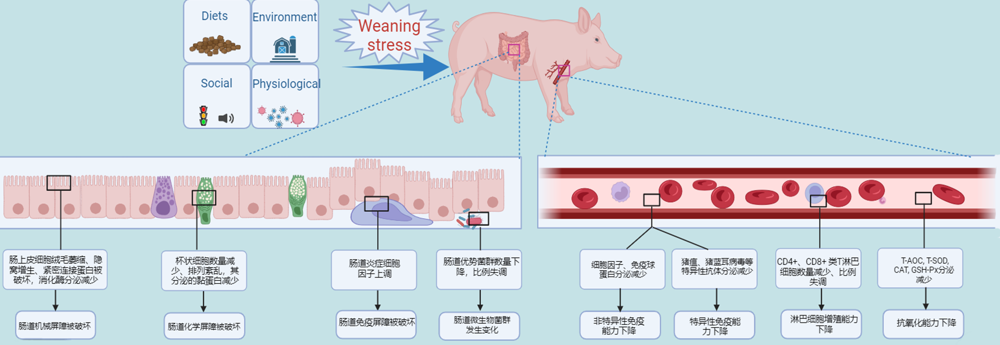 Diets
Environment
Social
Physiological
Weaning
stress
肠上皮细胞绒毛萎缩、隐
窝增生、紧密连接蛋白被
破坏，消化酶分泌减少
杯状细胞数量减
少、排列紊乱，其
分泌的黏蛋白减少
肠道炎症细胞
因子上调
肠道优势菌群数量下
降，比例失调
细胞因子、免疫球
蛋白分泌减少
猪瘟、猪蓝耳病毒等
特异性抗体分泌减少
CD4+、CD8+ 类T淋巴
细胞数量减少、比例
失调
T-AOC, T-SOD,
CAT, GSH-Px分泌
减少
肠道机械屏障被破坏
肠道化学屏障被破坏
肠道免疫屏障被破坏
肠道微生物菌群
发生变化
非特异性免疫
能力下降
特异性免疫能
力下降
淋巴细胞增殖能力
下降
抗氧化能力下降